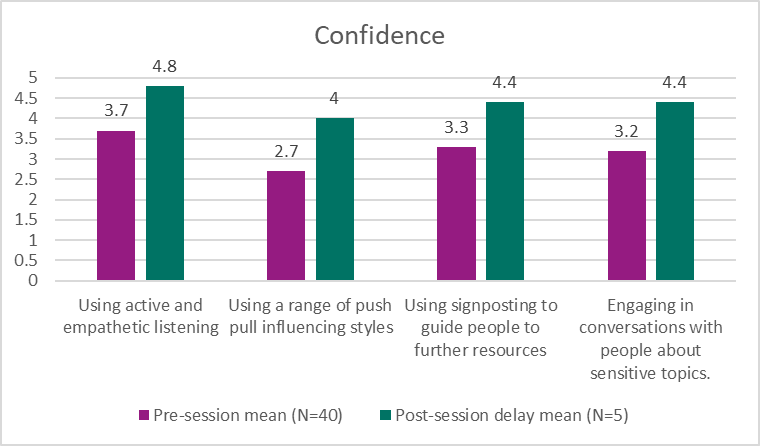 Confidence
5
4.5
4
3.5
3
2.5
2
1.5
1
0.5
0
3.7
4.8
2.7
4
3.3
4.4
3.2
4.4
Using active and
empathetic listening
Using a range of push
pull influencing styles
Using signposting to
guide people to
further resources
Engaging in
conversations with
people about
sensitive topics.
Pre-session mean (N=40)
Post-session delay mean (N=5)